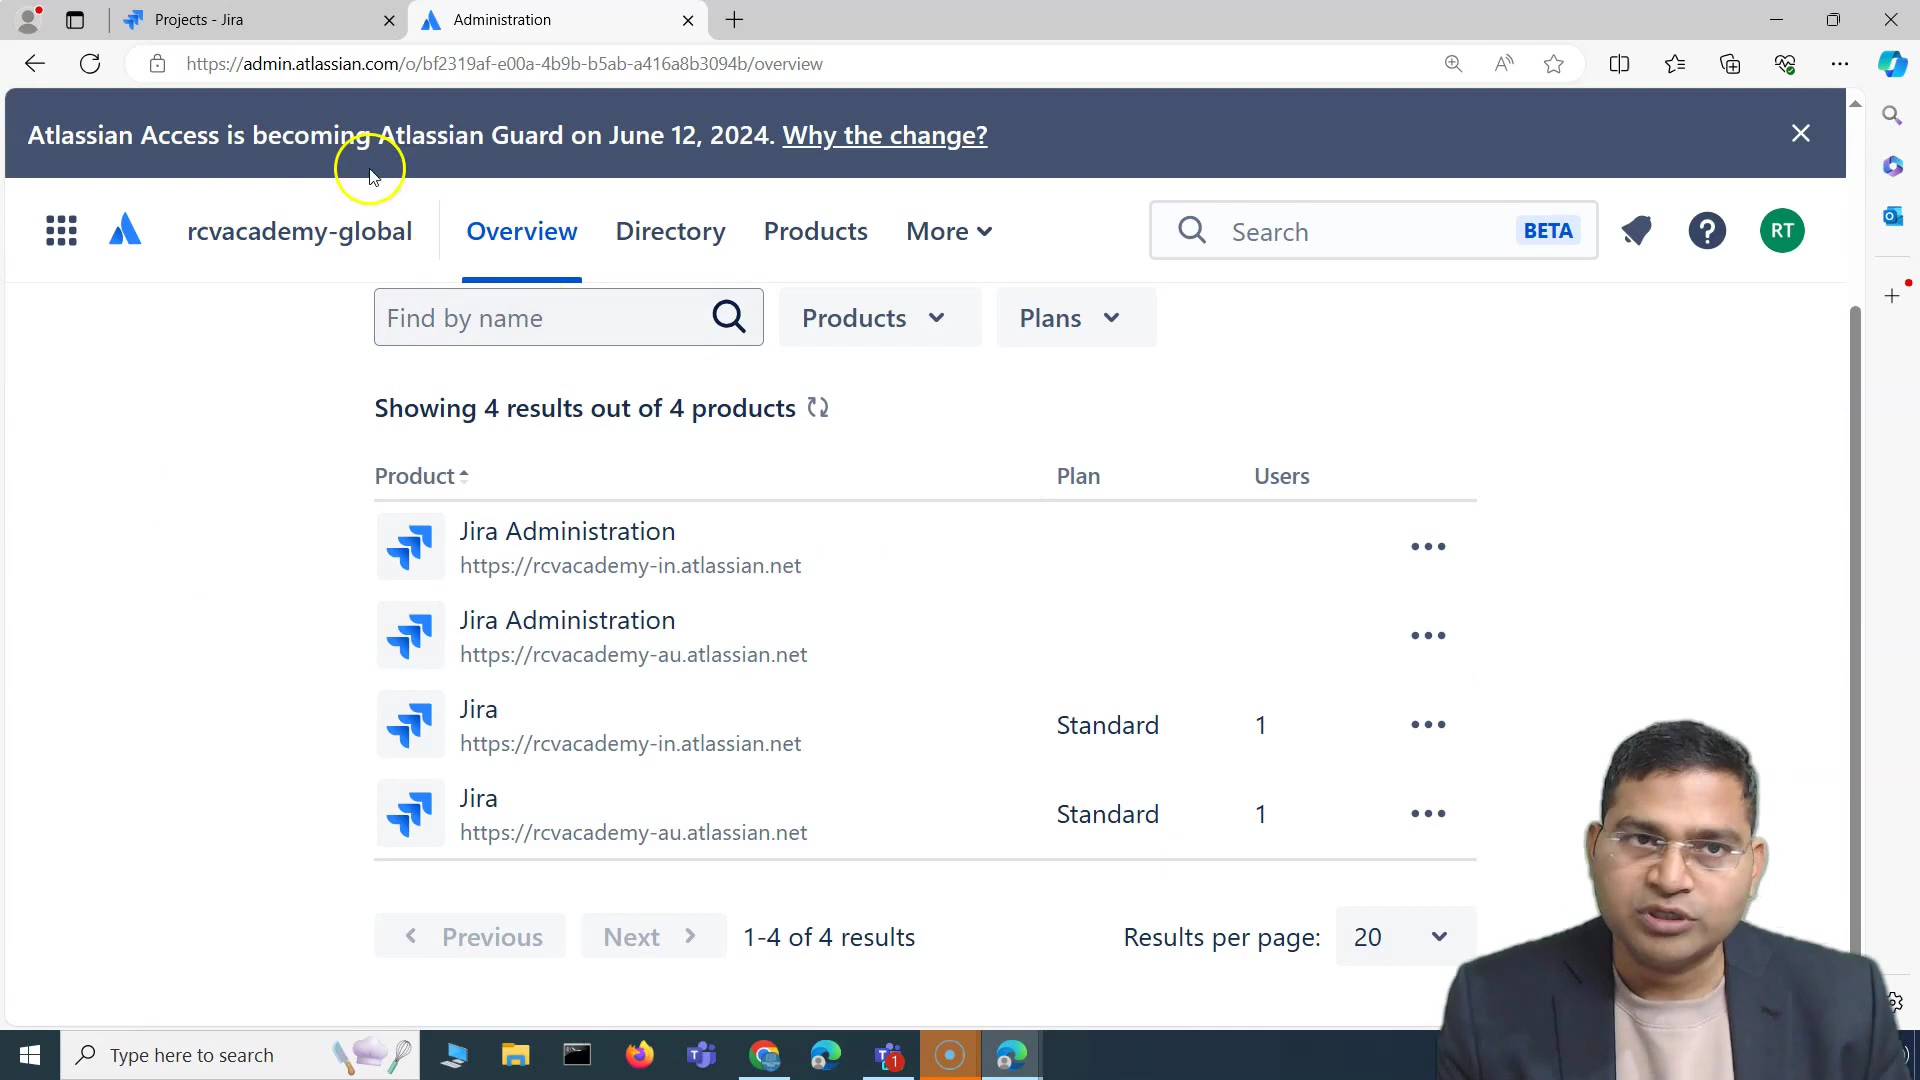 Projects - Jira
Administration
https://admin.atlassian.com/o/bf2319af-e00a-4b9b-b5ab-a416a8b3094b/overview
Atlassian Access is becoming Atlassian Guard on June 12, 2024. Why the change?
rcvacademy-global
Overview
Directory
Products
More
Search
BETA
RT
Find by name
Products
Plans
Showing 4 results out of 4 products
Product
Plan
Users
Jira Administration
https://rcvacademy-in.atlassian.net
Jira Administration
https://rcvacademy-au.atlassian.net
Jira
https://rcvacademy-in.atlassian.net
Standard
1
Jira
https://rcvacademy-au.atlassian.net
Standard
1
Previous
Next
1-4 of 4 results
Results per page:
20
Type here to search
1